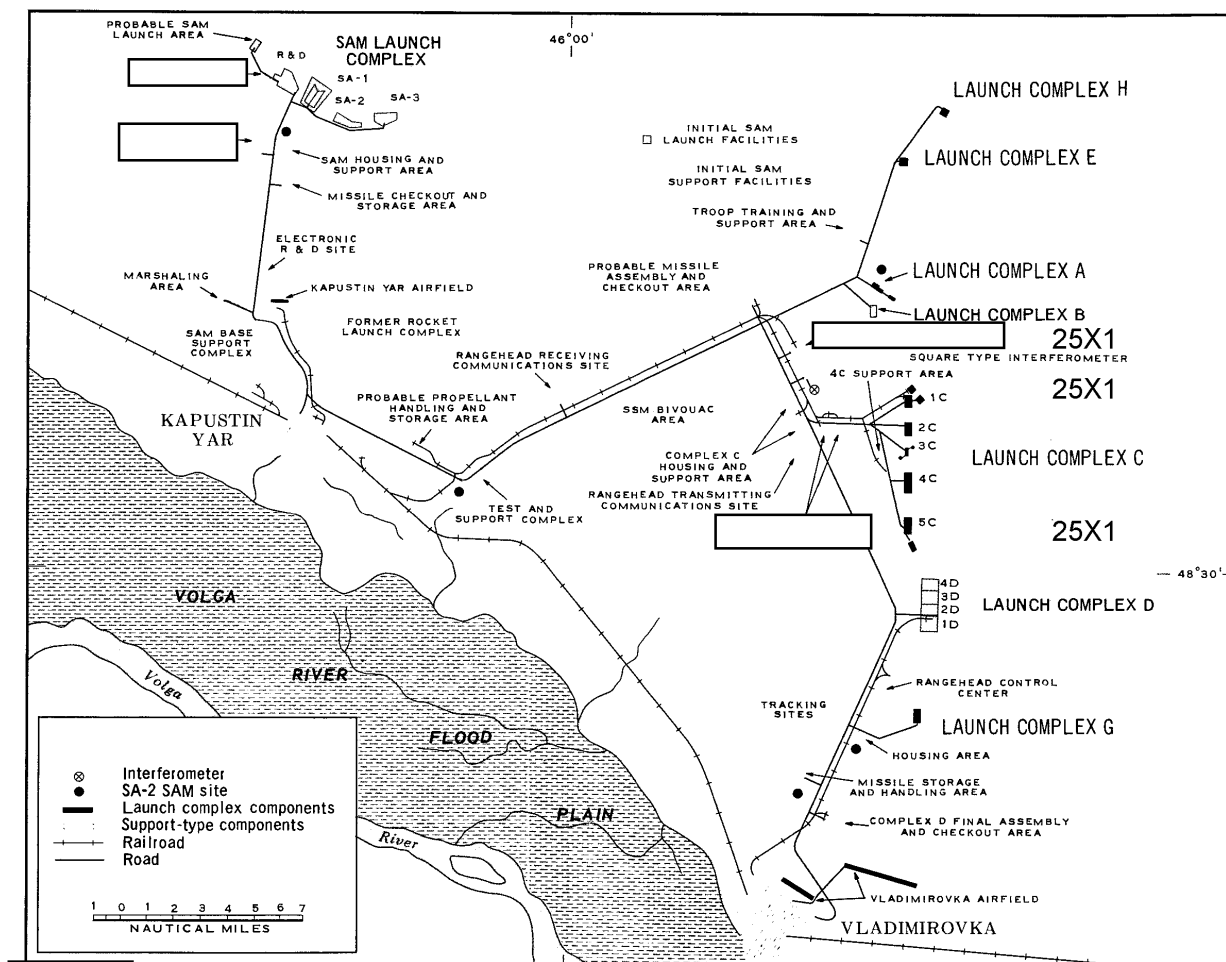 PROBABLE SAM
LAUNCH AREA
R & D
SAM LAUNCH
COMPLEX
SA-1
SA-2
SA-3
46°00'
SAM HOUSING AND
SUPPORT AREA
MISSILE CHECKOUT AND
STORAGE AREA
ELECTRONIC
R & D SITE
MARSHALING
AREA
KAPUSTIN YAR AIRFIELD
SAM BASE
SUPPORT
COMPLEX
FORMER ROCKET
LAUNCH COMPLEX
INITIAL SAM
LAUNCH FACILITIES
INITIAL SAM
SUPPORT FACILITIES
TROOP TRAINING AND
SUPPORT AREA
LAUNCH COMPLEX H
LAUNCH COMPLEX E
LAUNCH COMPLEX A
LAUNCH COMPLEX B
PROBABLE MISSILE
ASSEMBLY AND
CHECKOUT AREA
25X1
SQUARE TYPE INTERFEROMETER
25X1
4C SUPPORT AREA
1C
2C
3C
4C
5C
LAUNCH COMPLEX C
25X1
RANGEHEAD RECEIVING
COMMUNICATIONS SITE
PROBABLE PROPELLANT
HANDLING AND
STORAGE AREA
SSM BIVOUAC
AREA
COMPLEX C
HOUSING AND
SUPPORT AREA
RANGEHEAD TRANSMITTING
COMMUNICATIONS SITE
KAPUSTIN
YAR
TEST AND
SUPPORT COMPLEX
48°30'
4D
3D
2D
1D
LAUNCH COMPLEX D
RANGEHEAD CONTROL
CENTER
TRACKING
SITES
LAUNCH COMPLEX G
HOUSING AREA
MISSILE STORAGE
AND HANDLING AREA
COMPLEX D FINAL ASSEMBLY
AND CHECKOUT AREA
VLADIMIROVKA AIRFIELD
VLADIMIROVKA
VOLGA
RIVER
FLOOD
PLAIN
Volga
River
Interferometer
SA-2 SAM site
Launch complex components
Support-type components
Railroad
Road
1 0 1 2 3 4 5 6 7
NAUTICAL MILES